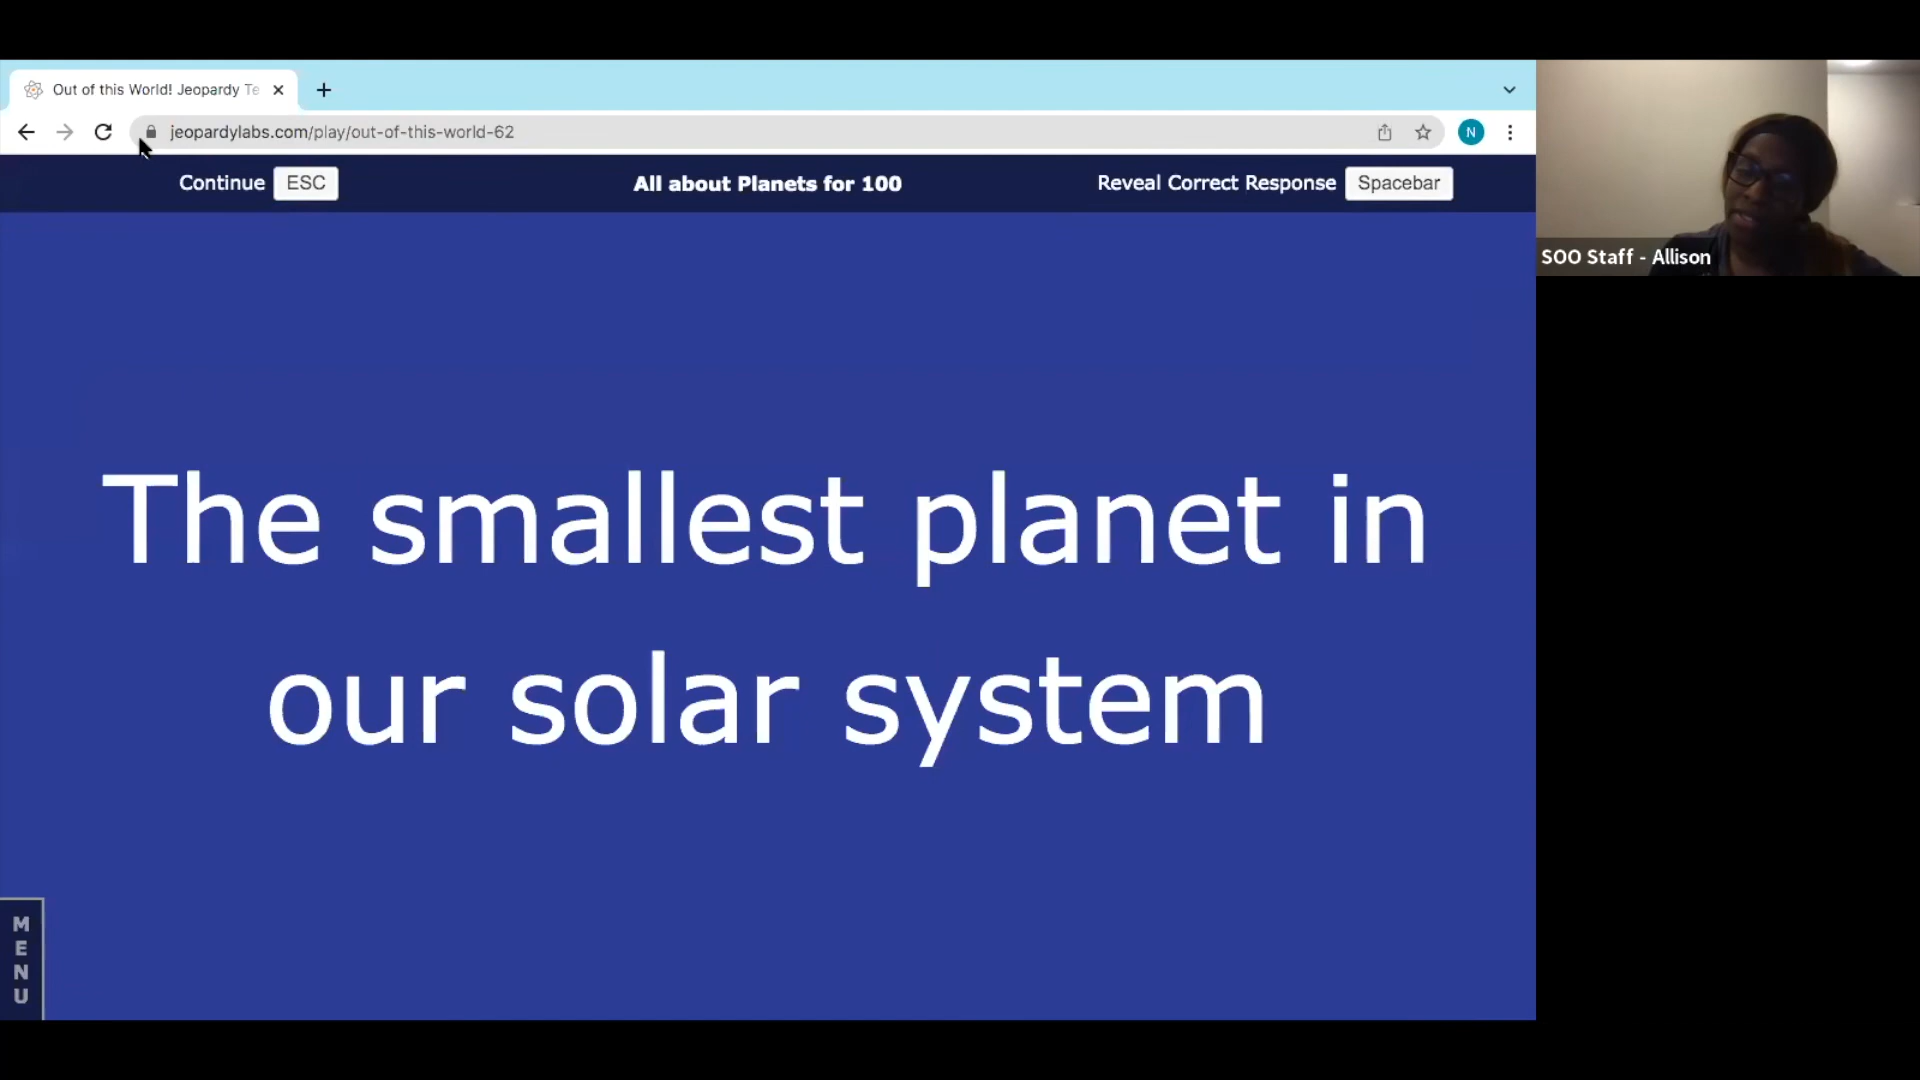 Out of this World! Jeopardy Te
jeopardylabs.com/play/out-of-this-world-62
N
Continue ESC
All about Planets for 100
Reveal Correct Response Spacebar
SOO Staff - Allison
The smallest planet in
our solar system
MENU